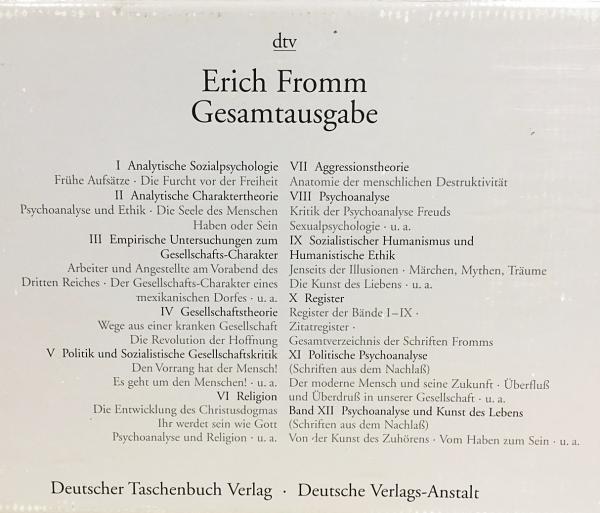 dtv
Erich Fromm
Gesamtausgabe
I Analytische Sozialpsychologie
Frühe Aufsätze · Die Furcht vor der Freiheit
II Analytische Charaktertheorie
Psychoanalyse und Ethik · Die Seele des Menschen
Haben oder Sein
III Empirische Untersuchungen zum
Gesellschafts-Charakter
Arbeiter und Angestellte am Vorabend des
Dritten Reiches · Der Gesellschafts-Charakter eines
mexikanischen Dorfes · u. a.
IV Gesellschaftstheorie
Wege aus einer kranken Gesellschaft
Die Revolution der Hoffnung
V Politik und Sozialistische Gesellschaftskritik
Den Vorrang hat der Mensch!
Es geht um den Menschen! · u. a.
VI Religion
Die Entwicklung des Christusdogmas
Ihr werdet sein wie Gott
Psychoanalyse und Religion · u. a.
VII Aggressionstheorie
Anatomie der menschlichen Destruktivität
VIII Psychoanalyse
Kritik der Psychoanalyse Freuds
Sexualpsychologie · u. a.
IX Sozialistischer Humanismus und
Humanistische Ethik
Jenseits der Illusionen · Märchen, Mythen, Träume
Die Kunst des Liebens · u. a.
X Register
Register der Bände I–IX ·
Zitatregister ·
Gesamtverzeichnis der Schriften Fromms
XI Politische Psychoanalyse
(Schriften aus dem Nachlaß)
Der moderne Mensch und seine Zukunft · Überfluß
und Überdruß in unserer Gesellschaft · u. a.
Band XII Psychoanalyse und Kunst des Lebens
(Schriften aus dem Nachlaß)
Von der Kunst des Zuhörens · Vom Haben zum Sein · u. a.
Deutscher Taschenbuch Verlag · Deutsche Verlags-Anstalt